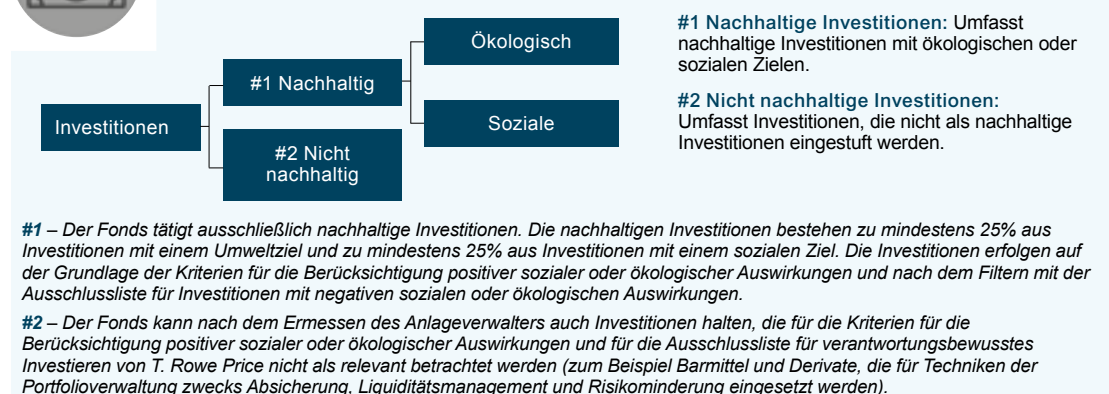 Investitionen
#1 Nachhaltig
#2 Nicht
nachhaltig
Ökologisch
Soziale
#1 Nachhaltige Investitionen: Umfasst
nachhaltige Investitionen mit ökologischen oder
sozialen Zielen.
#2 Nicht nachhaltige Investitionen:
Umfasst Investitionen, die nicht als nachhaltige
Investitionen eingestuft werden.
#1 – Der Fonds tätigt ausschließlich nachhaltige Investitionen. Die nachhaltigen Investitionen bestehen zu mindestens 25% aus
Investitionen mit einem Umweltziel und zu mindestens 25% aus Investitionen mit einem sozialen Ziel. Die Investitionen erfolgen auf
der Grundlage der Kriterien für die Berücksichtigung positiver sozialer oder ökologischer Auswirkungen und nach dem Filtern mit der
Ausschlussliste für Investitionen mit negativen sozialen oder ökologischen Auswirkungen.
#2 – Der Fonds kann nach dem Ermessen des Anlageverwalters auch Investitionen halten, die für die Kriterien für die
Berücksichtigung positiver sozialer oder ökologischer Auswirkungen und für die Ausschlussliste für verantwortungsbewusstes
Investieren von T. Rowe Price nicht als relevant betrachtet werden (zum Beispiel Barmittel und Derivate, die für Techniken der
Portfolioverwaltung zwecks Absicherung, Liquiditätsmanagement und Risikominderung eingesetzt werden).